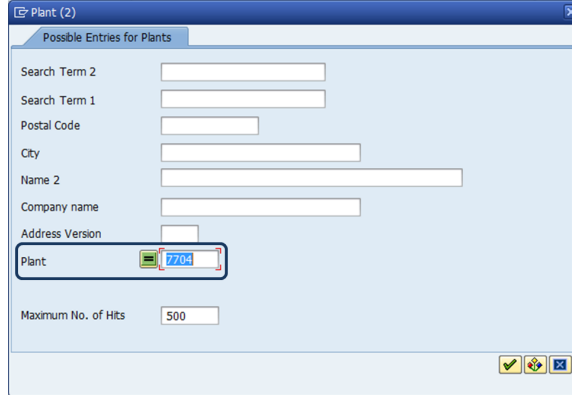 Plant (2)
Possible Entries for Plants
Search Term 2
Search Term 1
Postal Code
City
Name 2
Company name
Address Version
Plant 7704
Maximum No. of Hits 500